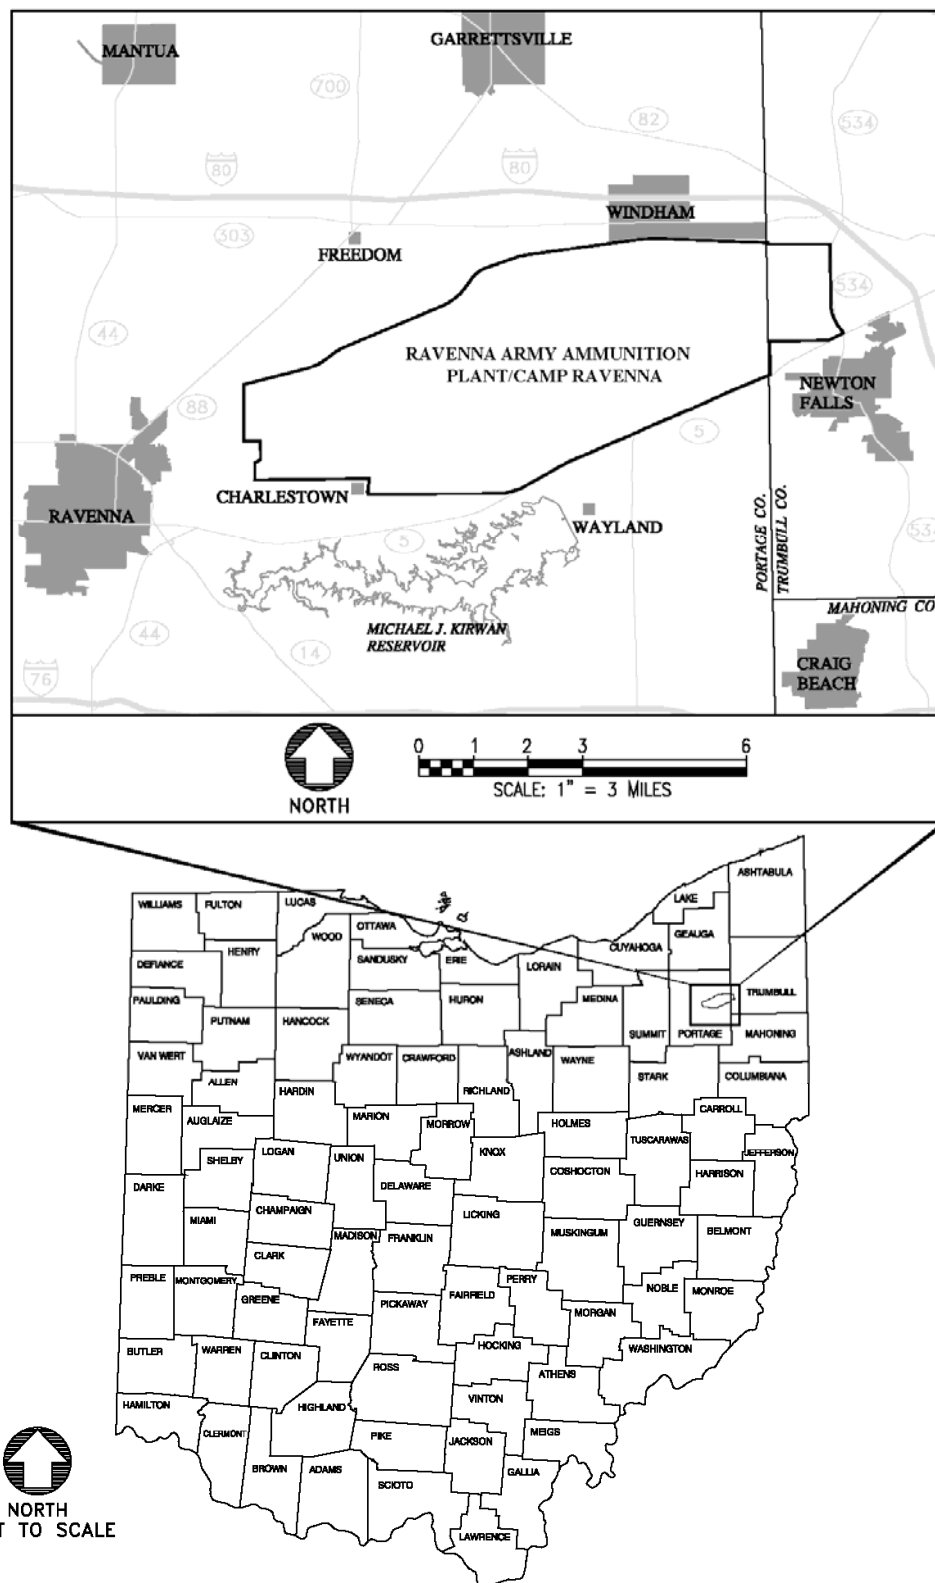 MANTUA
GARRETTSVILLE
700
82
534
80
80
WINDHAM
303
FREEDOM
534
44
RAVENNA ARMY AMMUNITION
PLANT/CAMP RAVENNA
NEWTON
FALLS
88
5
CHARLESTOWN
RAVENNA
WAYLAND
PORTAGE CO.
TRUMBULL CO.
534
5
MAHONING CO
MICHAEL J. KIRWAN
RESERVOIR
44
14
76
CRAIG
BEACH
0 1 2 3 6
SCALE: 1" = 3 MILES
NORTH
ASHTABULA
WILLIAMS
FULTON
LUCAS
LAKE
OTTAWA
WOOD
GEAUGA
CUYAHOGA
HENRY
SANDUSKY
ERIE
LORAIN
DEFIANCE
TRUMBULL
PAULDING
SENECA
HURON
MEDINA
PUTNAM
HANCOCK
SUMMIT
PORTAGE
MAHONING
VAN WERT
WYANDOT
CRAWFORD
ASHLAND
WAYNE
ALLEN
STARK
COLUMBIANA
HARDIN
RICHLAND
MERCER
CARROLL
AUGLAIZE
MARION
MORROW
HOLMES
TUSCARAWAS
LOGAN
KNOX
JEFFERSON
SHELBY
UNION
COSHOCTON
HARRISON
DARKE
DELAWARE
CHAMPAIGN
LICKING
MIAMI
GUERNSEY
MADISON
FRANKLIN
MUSKINGUM
BELMONT
CLARK
PREBLE
MONTGOMERY
PERRY
NOBLE
MONROE
GREENE
PICKAWAY
FAIRFIELD
FAYETTE
MORGAN
BUTLER
WARREN
CLINTON
HOCKING
WASHINGTON
ROSS
ATHENS
HAMILTON
HIGHLAND
VINTON
CLERMONT
PIKE
JACKSON
MEIGS
BROWN
ADAMS
SCIOTO
GALLIA
LAWRENCE
NORTH
T TO SCALE